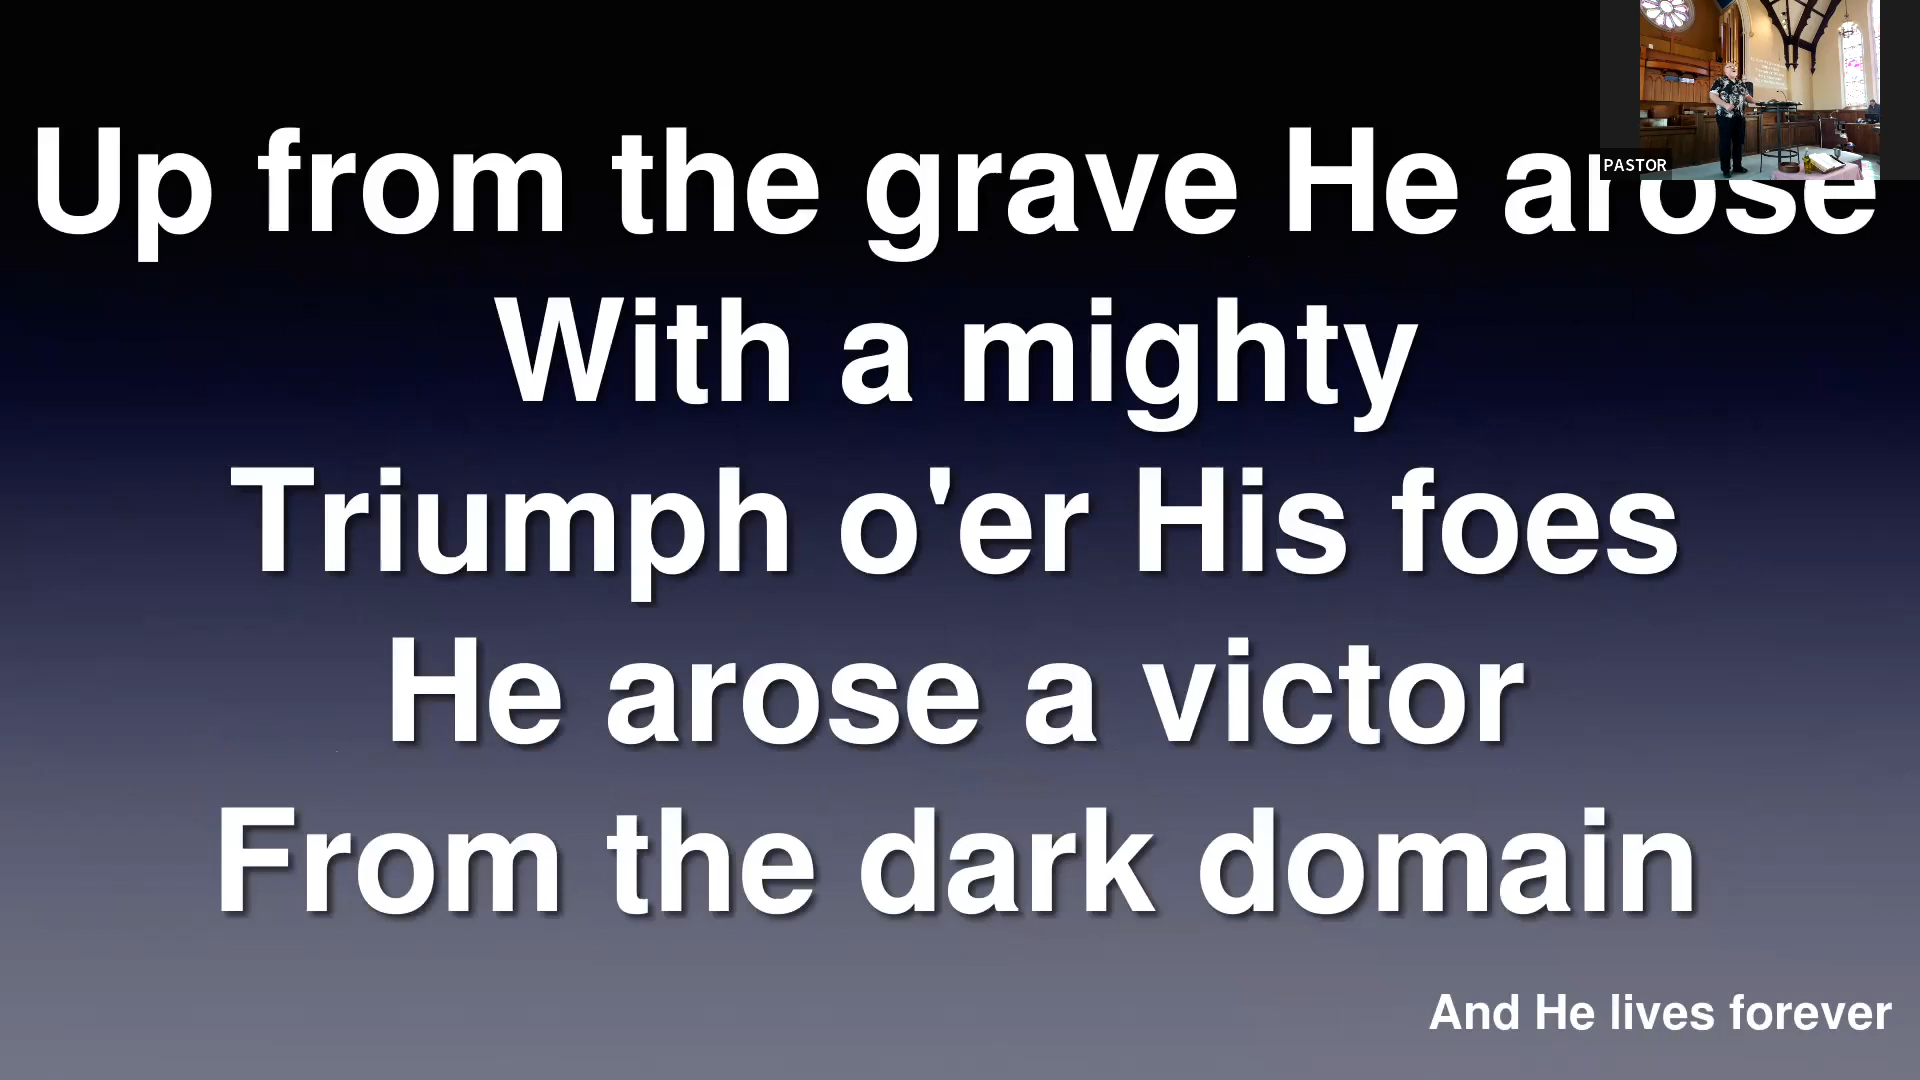 Up from the grave He arose
PASTOR
With a mighty
Triumph o'er His foes
He arose a victor
From the dark domain
And He lives forever